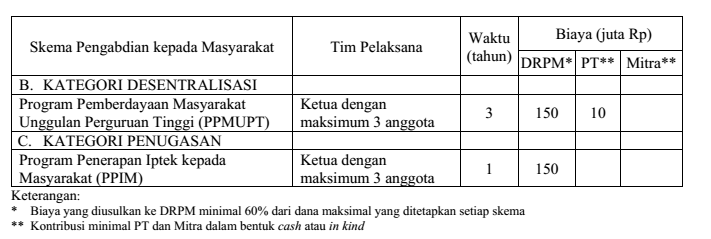 Skema Pengabdian kepada Masyarakat Tim Pelaksana Waktu (tahun) Biaya (juta Rp)
DRPM* PT** Mitra**
B. KATEGORI DESENTRALISASI
Program Pemberdayaan Masyarakat Ketua dengan
Unggulan Perguruan Tinggi (PPMUPT) maksimum 3 anggota 3 150 10
C. KATEGORI PENUGASAN
Program Penerapan Iptek kepada Ketua dengan
Masyarakat (PPIM) maksimum 3 anggota 1 150
Keterangan:
* Biaya yang diusulkan ke DRPM minimal 60% dari dana maksimal yang ditetapkan setiap skema
** Kontribusi minimal PT dan Mitra dalam bentuk cash atau in kind